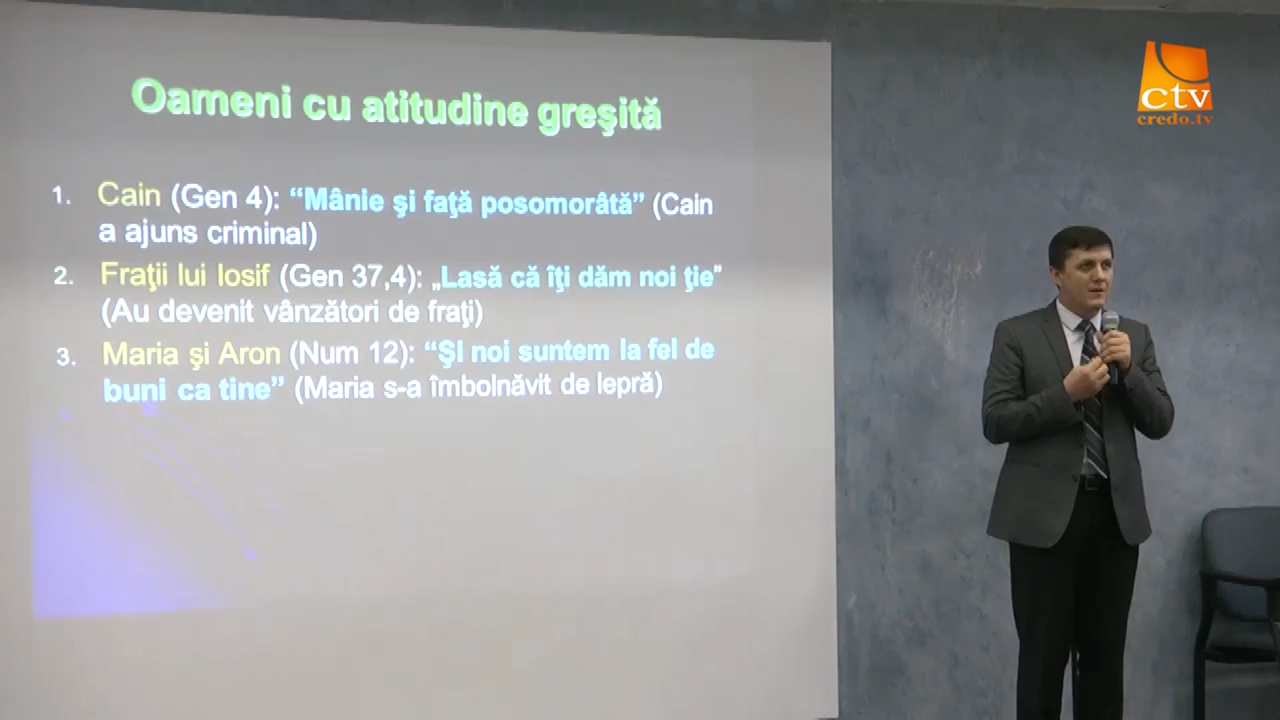 Oameni cu atitudine greşită
1. Cain (Gen 4): “Mânie şi faţă posomorâtă” (Cain
a ajuns criminal)
2. Fraţii lui Iosif (Gen 37,4): „Lasă că îţi dăm noi ţie”
(Au devenit vânzători de fraţi)
3. Maria şi Aron (Num 12): “Şi noi suntem la fel de
buni ca tine” (Maria s-a îmbolnăvit de lepră)
ctv
credo.tv